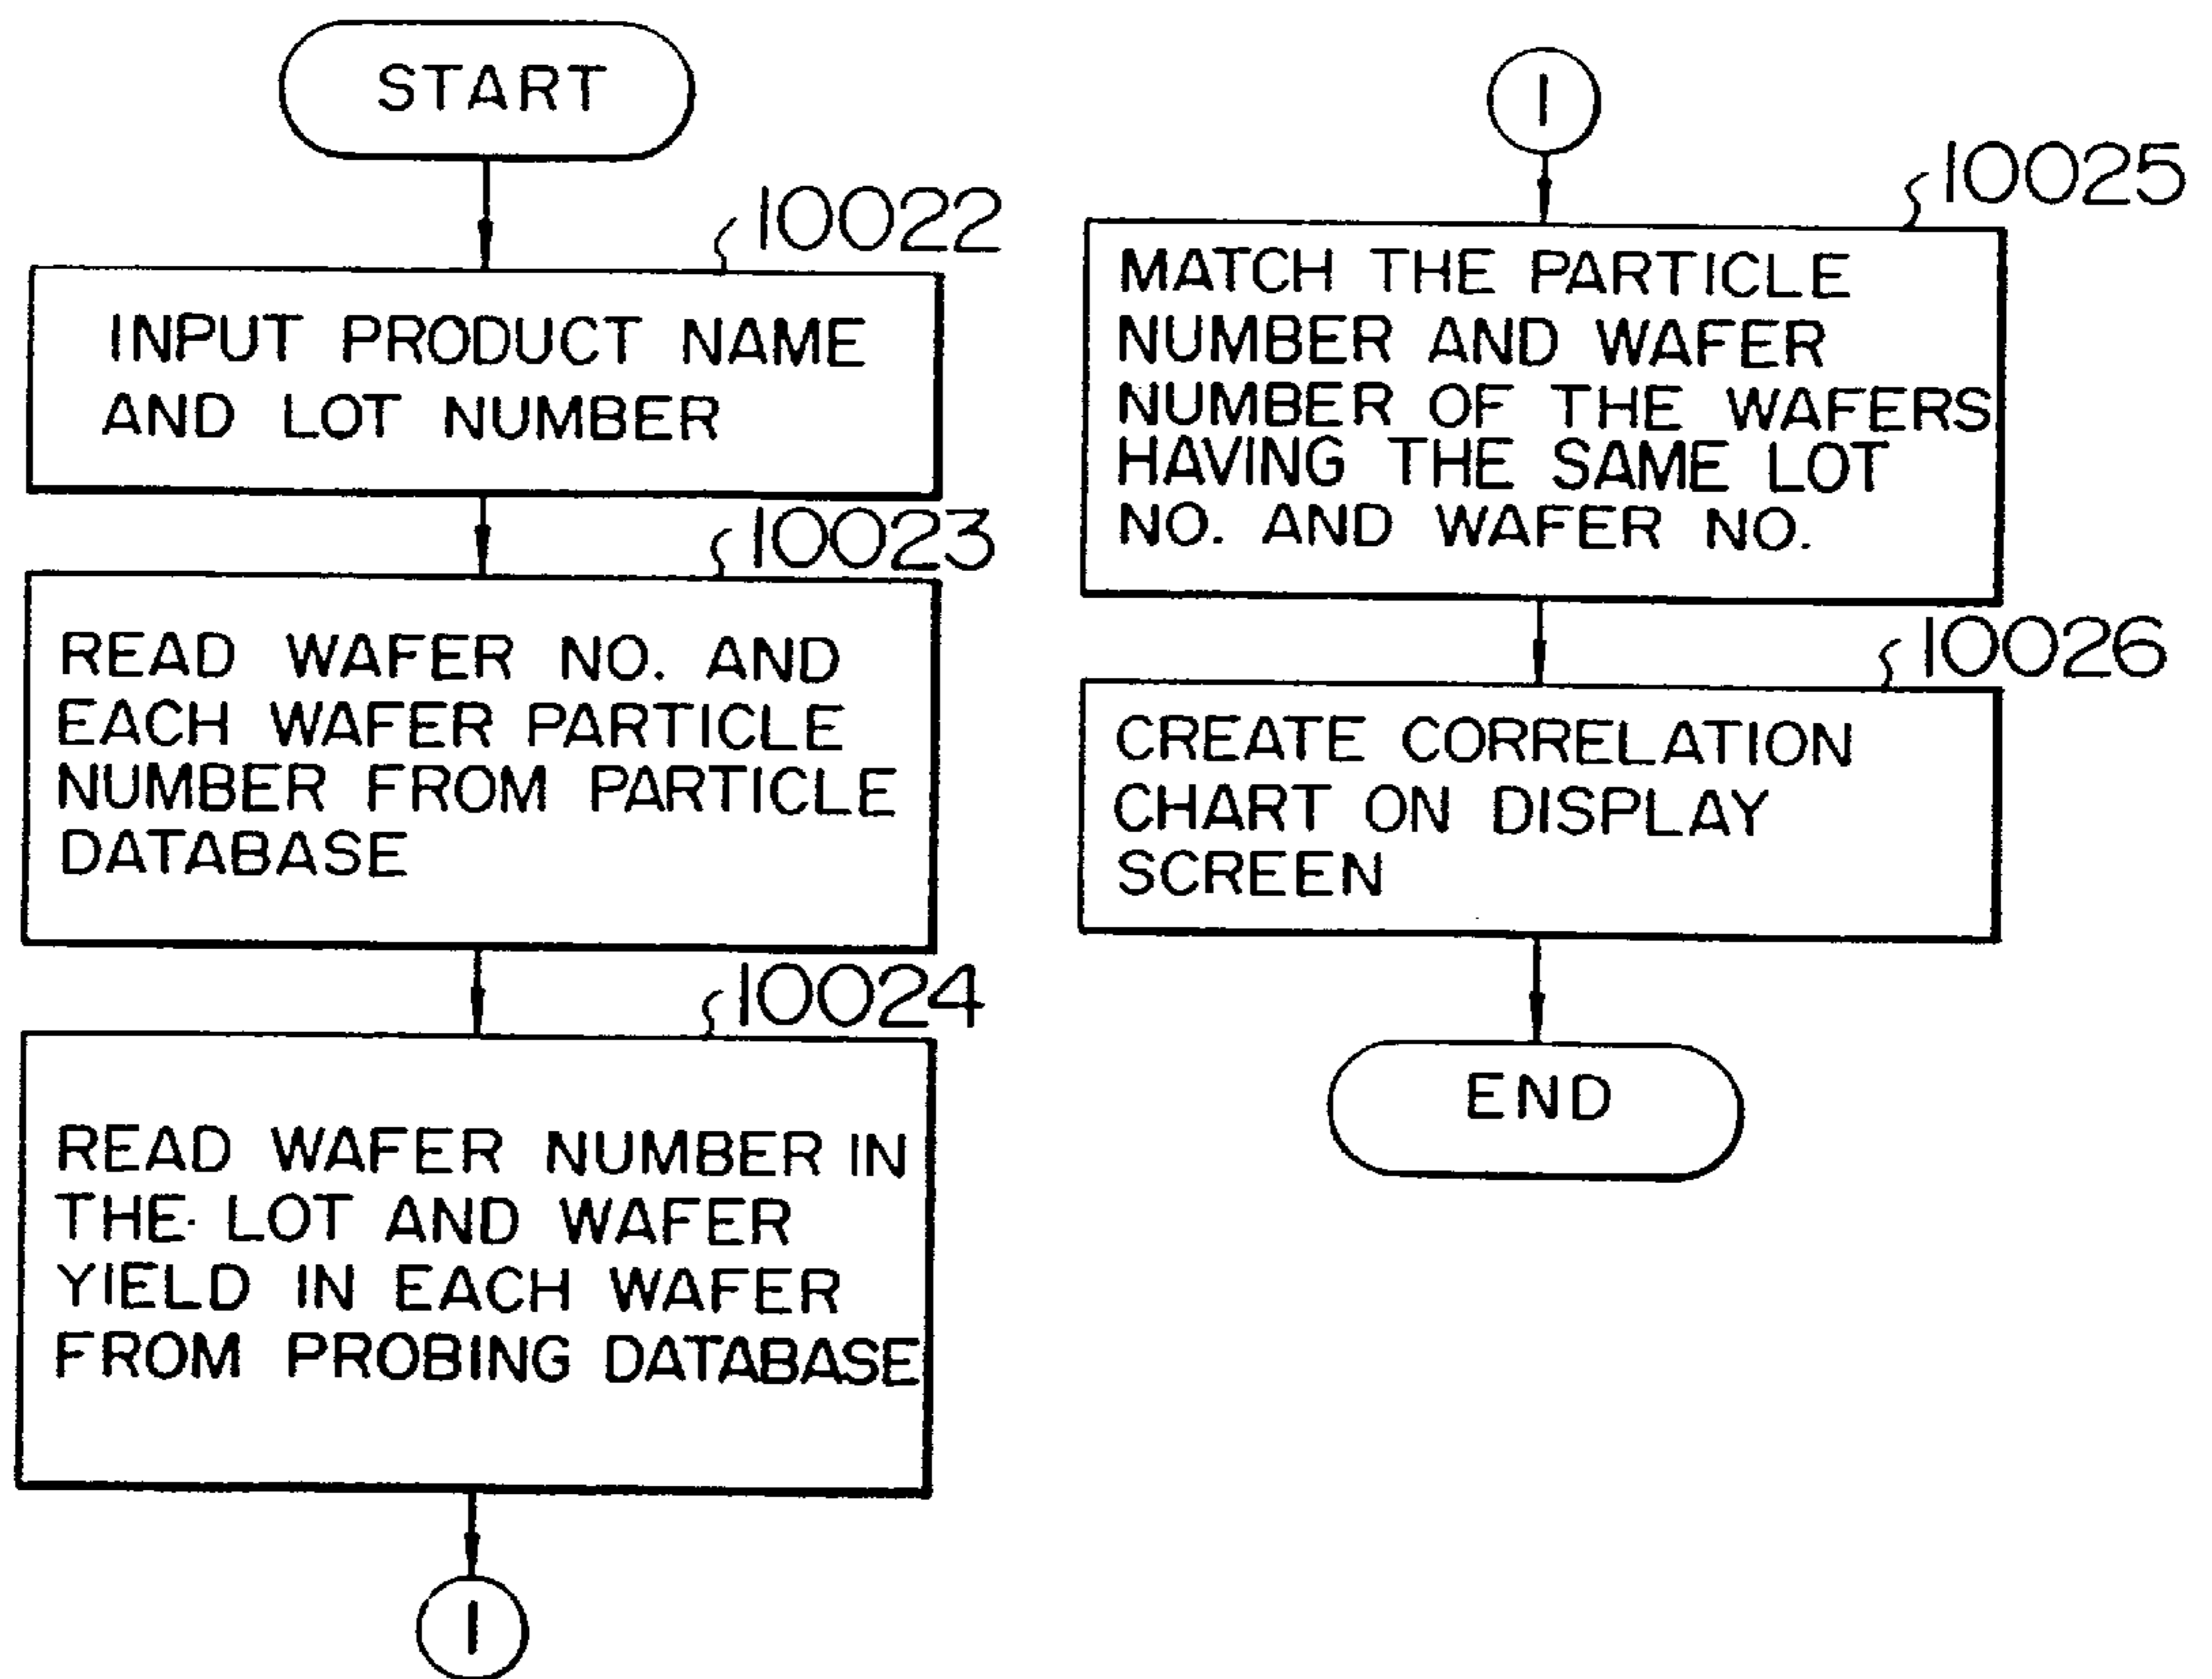 START
10022
INPUT PRODUCT NAME
AND LOT NUMBER
10023
READ WAFER NO. AND
EACH WAFER PARTICLE
NUMBER FROM PARTICLE
DATABASE
10024
READ WAFER NUMBER IN
THE LOT AND WAFER
YIELD IN EACH WAFER
FROM PROBING DATABASE
1
1
10025
MATCH THE PARTICLE
NUMBER AND WAFER
NUMBER OF THE WAFERS
HAVING THE SAME LOT
NO. AND WAFER NO.
10026
CREATE CORRELATION
CHART ON DISPLAY
SCREEN
END